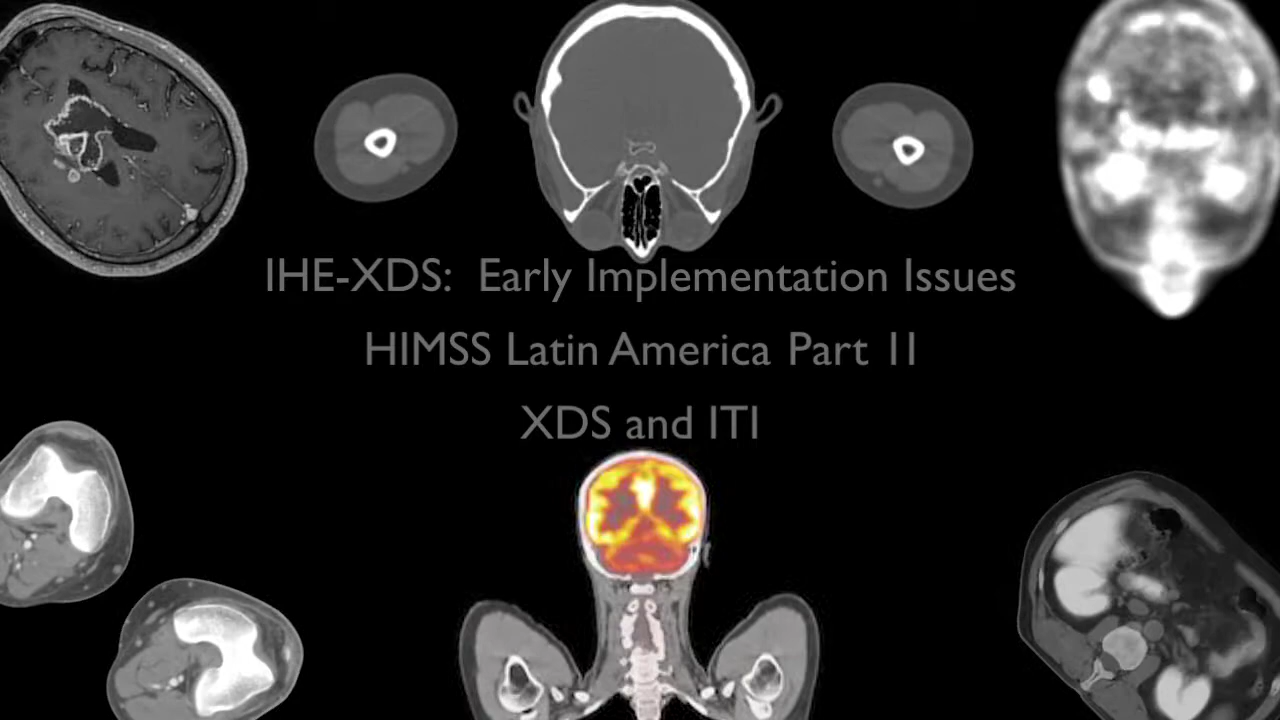 IHE-XDS: Early Implementation Issues
HIMSS Latin America Part II
XDS and ITI